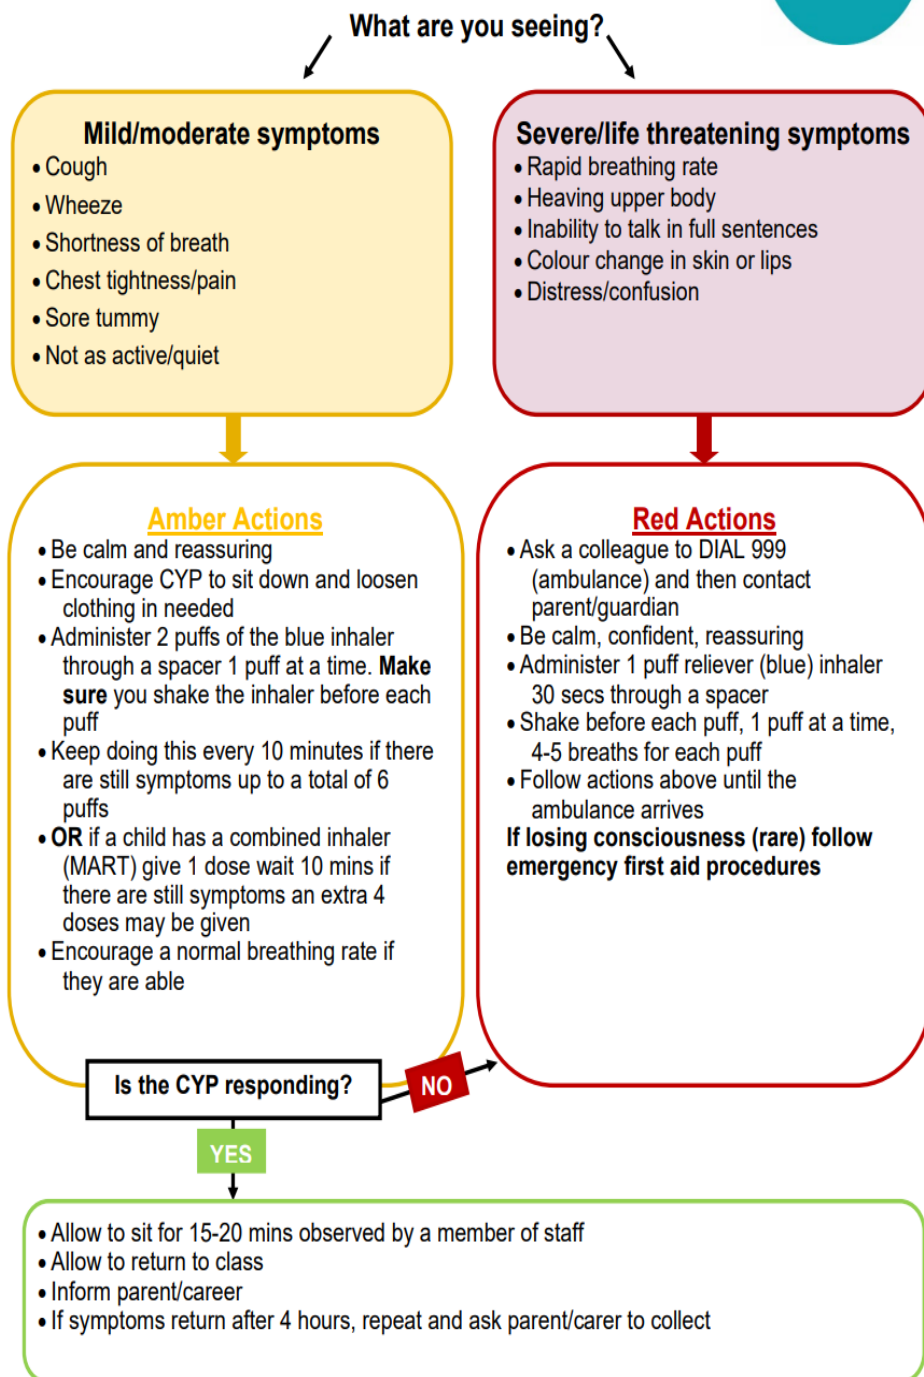 What are you seeing?
Mild/moderate symptoms
• Cough
• Wheeze
• Shortness of breath
• Chest tightness/pain
• Sore tummy
• Not as active/quiet
Severe/life threatening symptoms
• Rapid breathing rate
• Heaving upper body
• Inability to talk in full sentences
• Colour change in skin or lips
• Distress/confusion
Amber Actions
• Be calm and reassuring
• Encourage CYP to sit down and loosen
clothing in needed
• Administer 2 puffs of the blue inhaler
through a spacer 1 puff at a time. Make
sure you shake the inhaler before each
puff
• Keep doing this every 10 minutes if there
are still symptoms up to a total of 6
puffs
• OR if a child has a combined inhaler
(MART) give 1 dose wait 10 mins if
there are still symptoms an extra 4
doses may be given
• Encourage a normal breathing rate if
they are able
Red Actions
• Ask a colleague to DIAL 999
(ambulance) and then contact
parent/guardian
• Be calm, confident, reassuring
• Administer 1 puff reliever (blue) inhaler
30 secs through a spacer
• Shake before each puff, 1 puff at a time,
4-5 breaths for each puff
• Follow actions above until the
ambulance arrives
If losing consciousness (rare) follow
emergency first aid procedures
Is the CYP responding?
NO
YES
• Allow to sit for 15-20 mins observed by a member of staff
• Allow to return to class
• Inform parent/career
• If symptoms return after 4 hours, repeat and ask parent/carer to collect